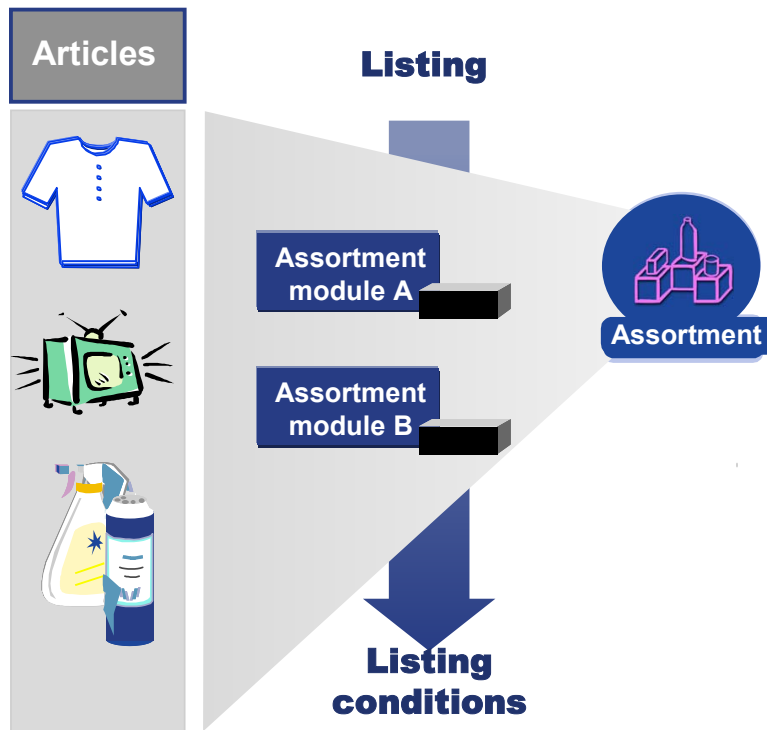 Articles
Listing
Assortment
module A
Assortment
Assortment
module B
Listing
conditions